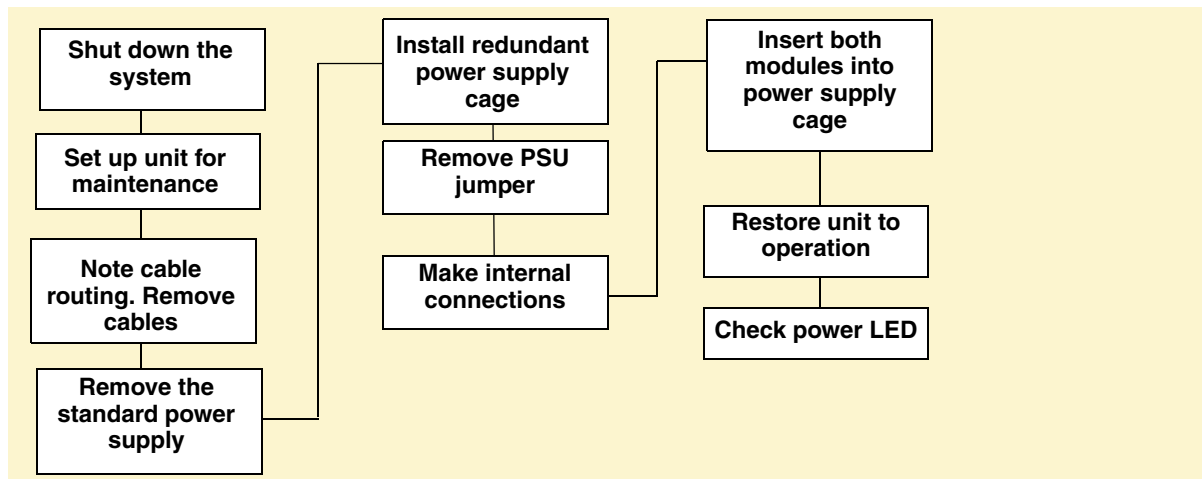 Shut down the
system
Set up unit for
maintenance
Note cable
routing. Remove
cables
Remove the
standard power
supply
Install redundant
power supply
cage
Remove PSU
jumper
Make internal
connections
Insert both
modules into
power supply
cage
Restore unit to
operation
Check power LED